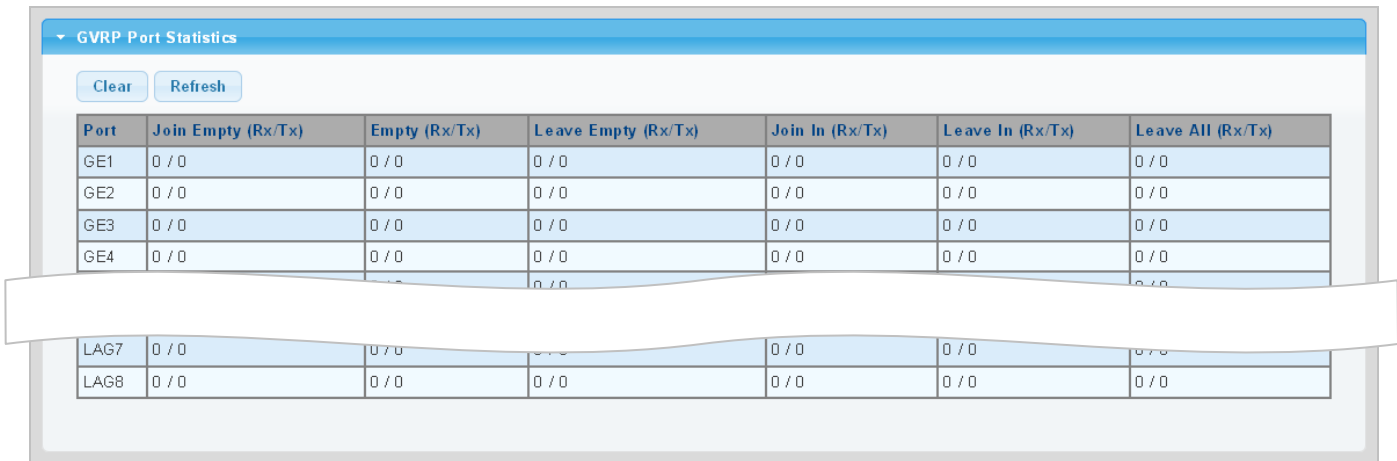 GVRP Port Statistics
Clear Refresh
Port Join Empty (Rx/Tx) Empty (Rx/Tx) Leave Empty (Rx/Tx) Join In (Rx/Tx) Leave In (Rx/Tx) Leave All (Rx/Tx)
GE1 0 / 0 0 / 0 0 / 0 0 / 0 0 / 0 0 / 0
GE2 0 / 0 0 / 0 0 / 0 0 / 0 0 / 0 0 / 0
GE3 0 / 0 0 / 0 0 / 0 0 / 0 0 / 0 0 / 0
GE4 0 / 0 0 / 0 0 / 0 0 / 0 0 / 0 0 / 0
0 / 0
LAG7 0 / 0 0 / 0 0 / 0 0 / 0
LAG8 0 / 0 0 / 0 0 / 0 0 / 0 0 / 0 0 / 0